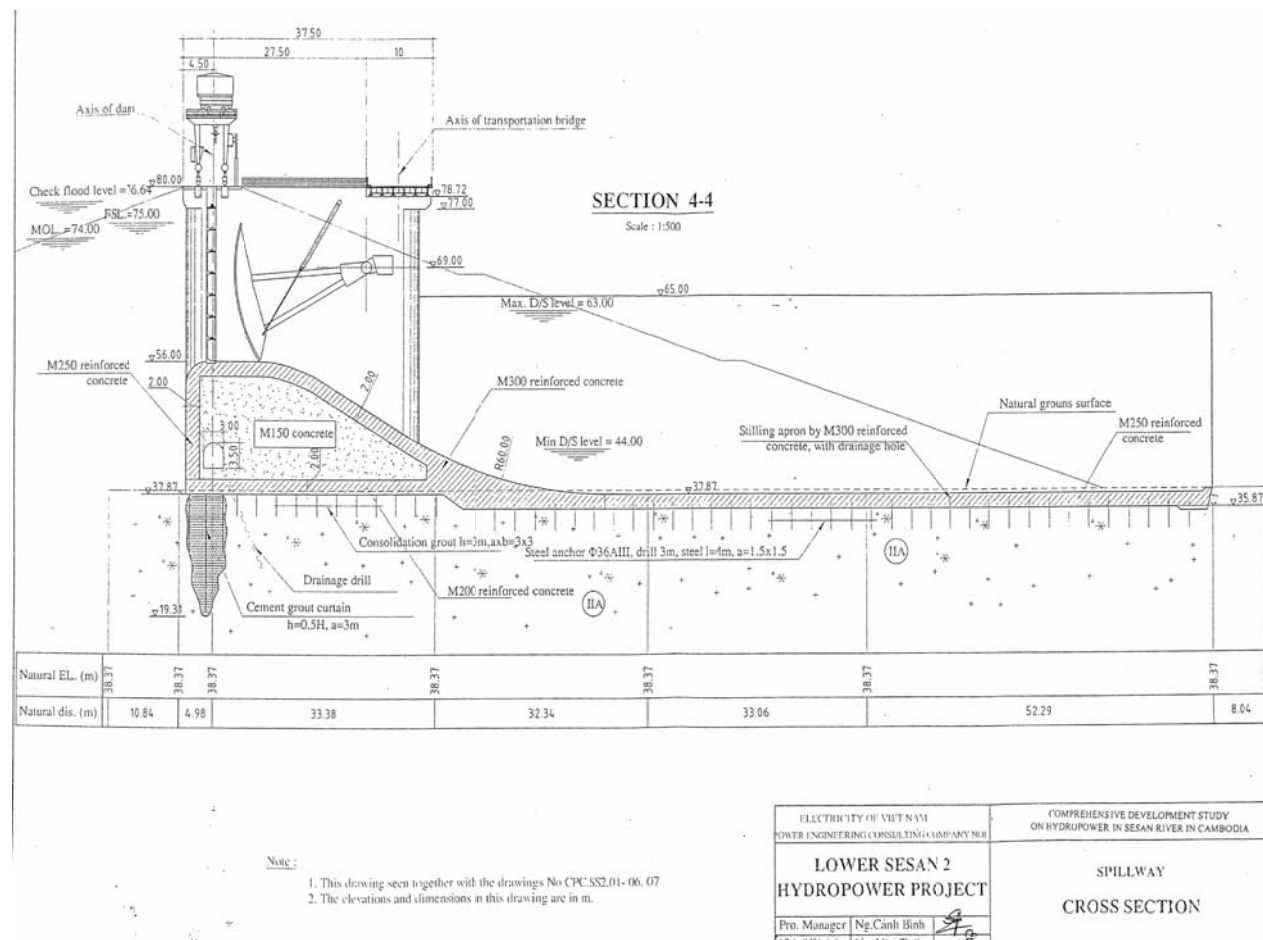 37.50
27.50
10
4.50
Axis of dam
Axis of transportation bridge
80.00
78.72
77.00
Check flood level =76.64
FSL.=75.00
MOL. =74.00
SECTION 4-4
Scale : 1:500
69.00
65.00
Max. D/S level = 63.00
56.00
M250 reinforced
concrete
2.00
2.00
M300 reinforced concrete
3.00
M150 concrete
3.50
2.00
R60.00
Min D/S level = 44.00
Natural grouns surface
Stilling apron by M300 reinforced
concrete, with drainage hole
M250 reinforced
concrete
37.87
37.87
35.87
Consolidation grout h=3m,axb=3x3
Steel anchor Φ36AIII, drill 3m, steel l=4m, a=1.5x1.5
IIA
Drainage drill
M200 reinforced concrete
IIA
19.31
Cement grout curtain
h=0.5H, a=3m
Natural EL. (m) 38.37 38.37 38.37 38.37 38.37 38.37 38.37
Natural dis. (m) 10.84 4.98 33.38 32.34 33.06 52.29 8.04
Note :
1. This drawing seen together with the drawings No CPC.SS2.01- 06, 07
2. The elevations and dimensions in this drawing are in m.
ELECTRICITY OF VIET NAM
POWER ENGINEERING CONSULTING COMPANY NO1
COMPREHENSIVE DEVELOPMENT STUDY
ON HYDROPOWER IN SESAN RIVER IN CAMBODIA
LOWER SESAN 2
HYDROPOWER PROJECT
SPILLWAY
CROSS SECTION
Pro. Manager Ng.Cảnh Bình